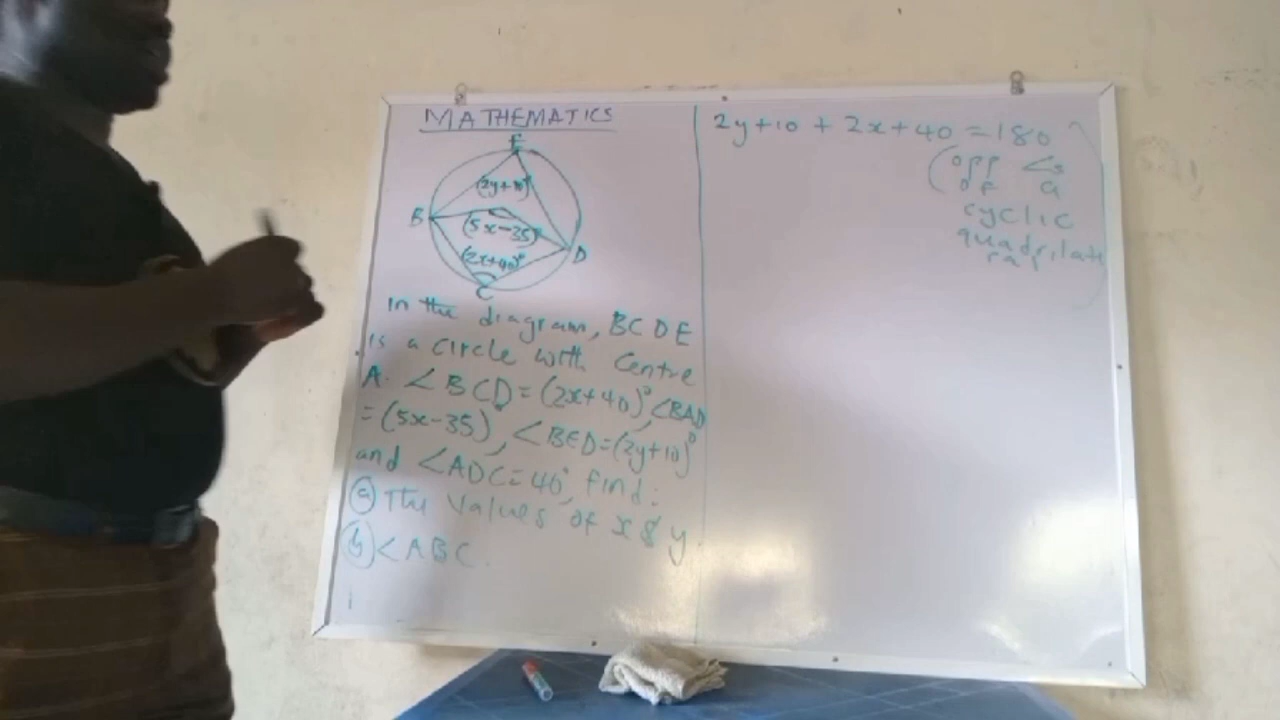 MATHEMATICS
E
(2y+10)°
B
(5x-35)°
D
(2x+40)°
C
In the diagram, BCDE
is a circle with Centre
A. ∠BCD=(2x+40)°, ∠BAD
=(5x-35)°, ∠BED=(2y+10)°
and ∠ADC=40°, find:
(a) The values of x & y
(b) ∠ABC.
2y+10 + 2x+40 =180
(opp ∠s
of a
cyclic
quadrilate
ral